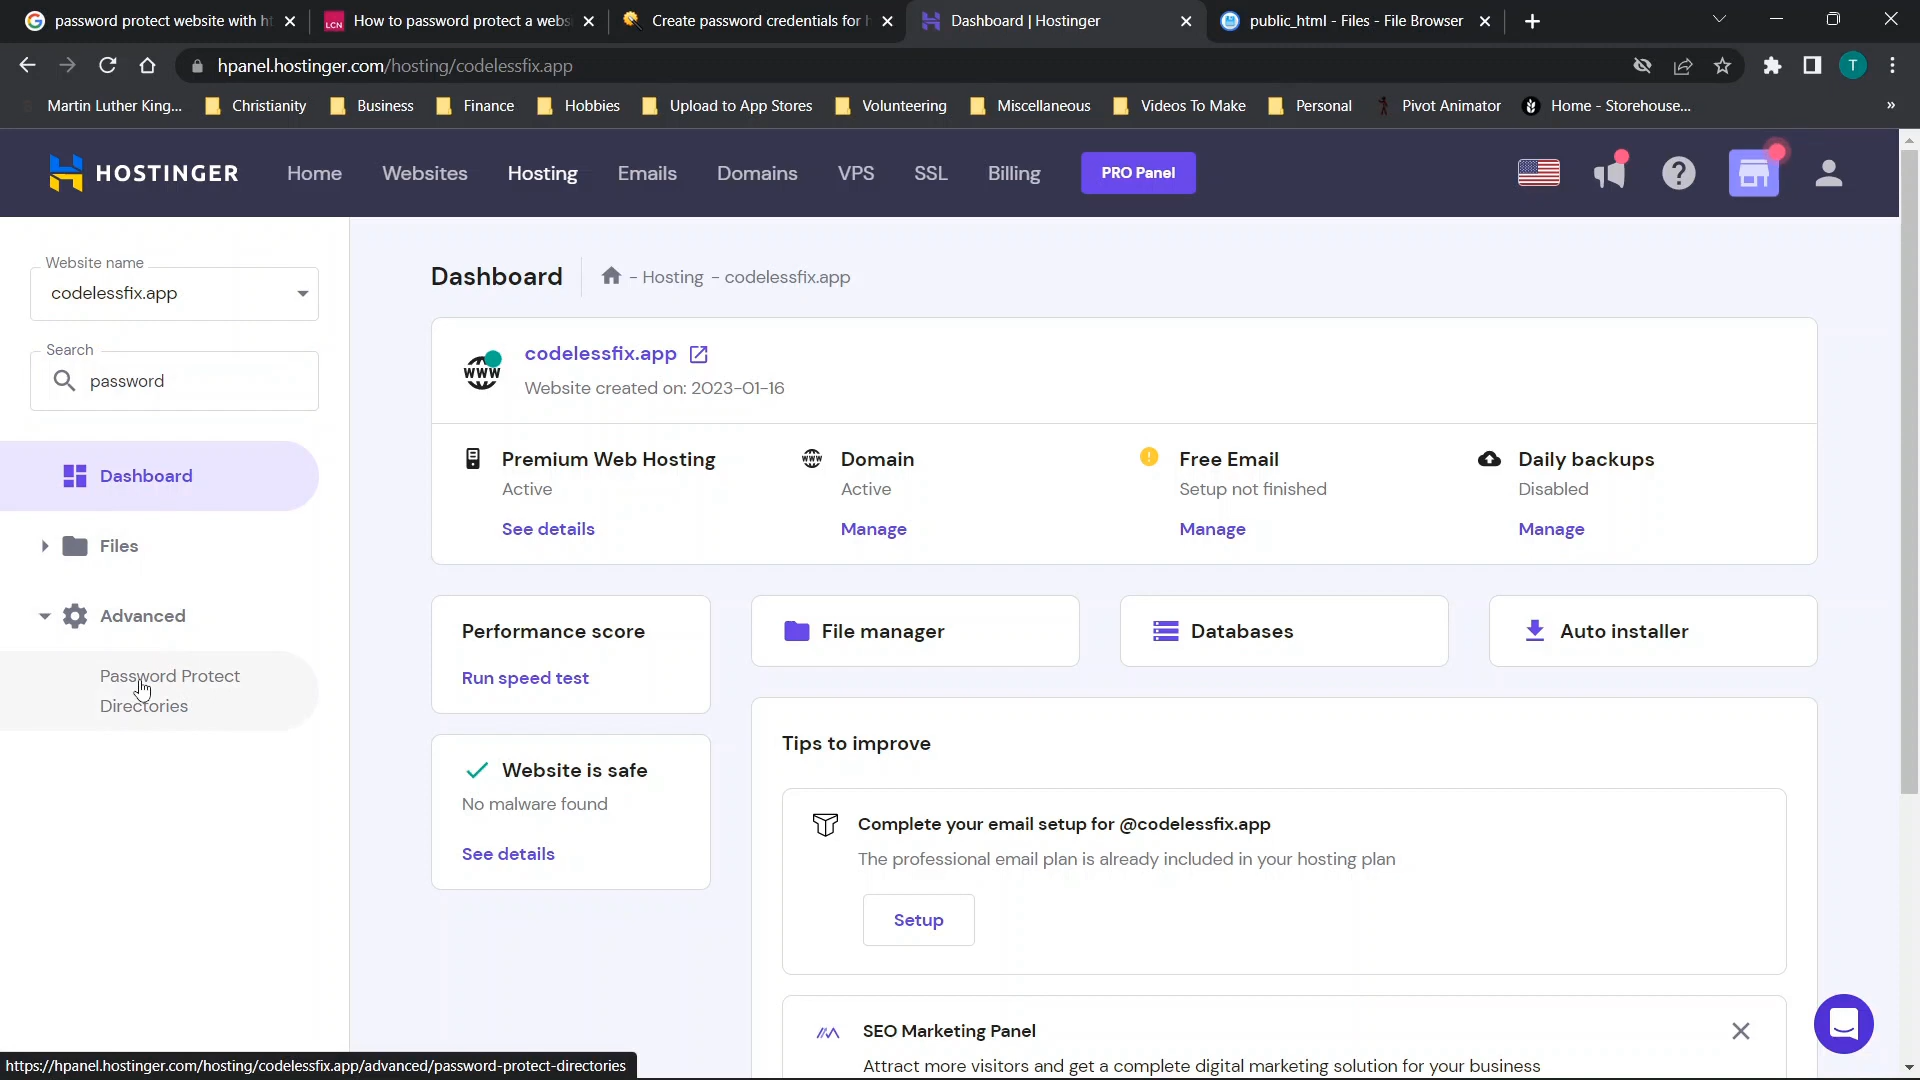 password protect website with ht
How to password protect a webs
Create password credentials for h
Dashboard | Hostinger
public_html - Files - File Browser
hpanel.hostinger.com/hosting/codelessfix.app
T
Martin Luther King...
Christianity
Business
Finance
Hobbies
Upload to App Stores
Volunteering
Miscellaneous
Videos To Make
Personal
Pivot Animator
Home - Storehouse...
»
HOSTINGER
Home
Websites
Hosting
Emails
Domains
VPS
SSL
Billing
PRO Panel
Website name
codelessfix.app
Search
password
Dashboard
Files
Advanced
Password Protect
Directories
Dashboard
- Hosting - codelessfix.app
www
codelessfix.app
Website created on: 2023-01-16
Premium Web Hosting
Active
See details
www
Domain
Active
Manage
Free Email
Setup not finished
Manage
Daily backups
Disabled
Manage
Performance score
Run speed test
File manager
Databases
Auto installer
Website is safe
No malware found
See details
Tips to improve
Complete your email setup for @codelessfix.app
The professional email plan is already included in your hosting plan
Setup
SEO Marketing Panel
Attract more visitors and get a complete digital marketing solution for your business
https://hpanel.hostinger.com/hosting/codelessfix.app/advanced/password-protect-directories